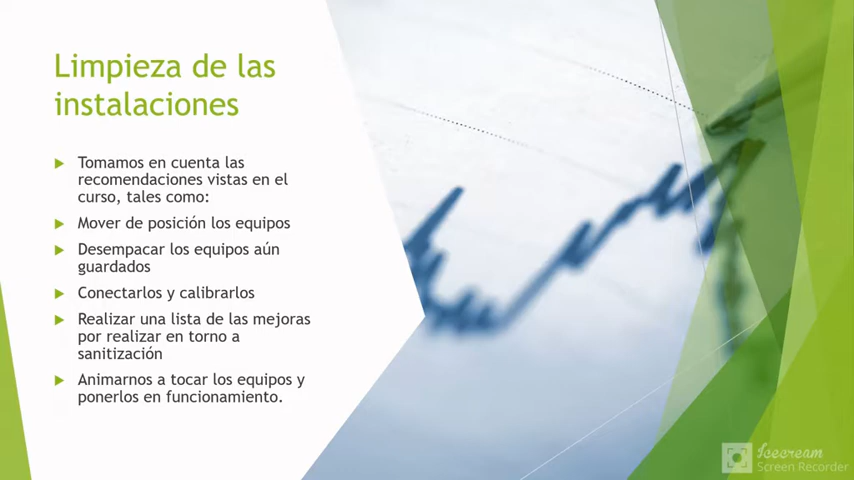 Limpieza de las
instalaciones
Tomamos en cuenta las
recomendaciones vistas en el
curso, tales como:
Mover de posición los equipos
Desempacar los equipos aún
guardados
Conectarlos y calibrarlos
Realizar una lista de las mejoras
por realizar en torno a
sanitización
Animarnos a tocar los equipos y
ponerlos en funcionamiento.
Icecream
Screen Recorder